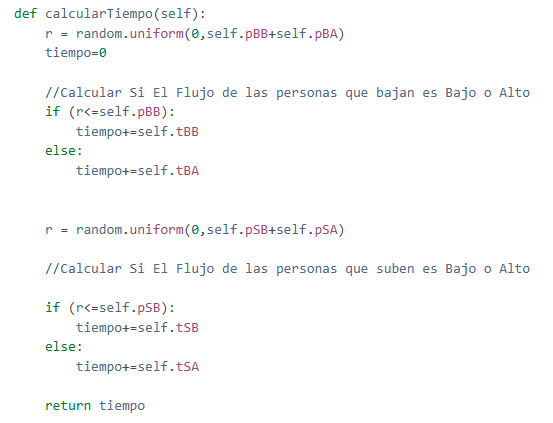 def calcularTiempo(self):
    r = random.uniform(0,self.pBB+self.pBA)
    tiempo=0
    //Calcular Si El Flujo de las personas que bajan es Bajo o Alto
    if (r<=self.pBB):
        tiempo+=self.tBB
    else:
        tiempo+=self.tBA
    r = random.uniform(0,self.pSB+self.pSA)
    //Calcular Si El Flujo de las personas que suben es Bajo o Alto
    if (r<=self.pSB):
        tiempo+=self.tSB
    else:
        tiempo+=self.tSA
    return tiempo